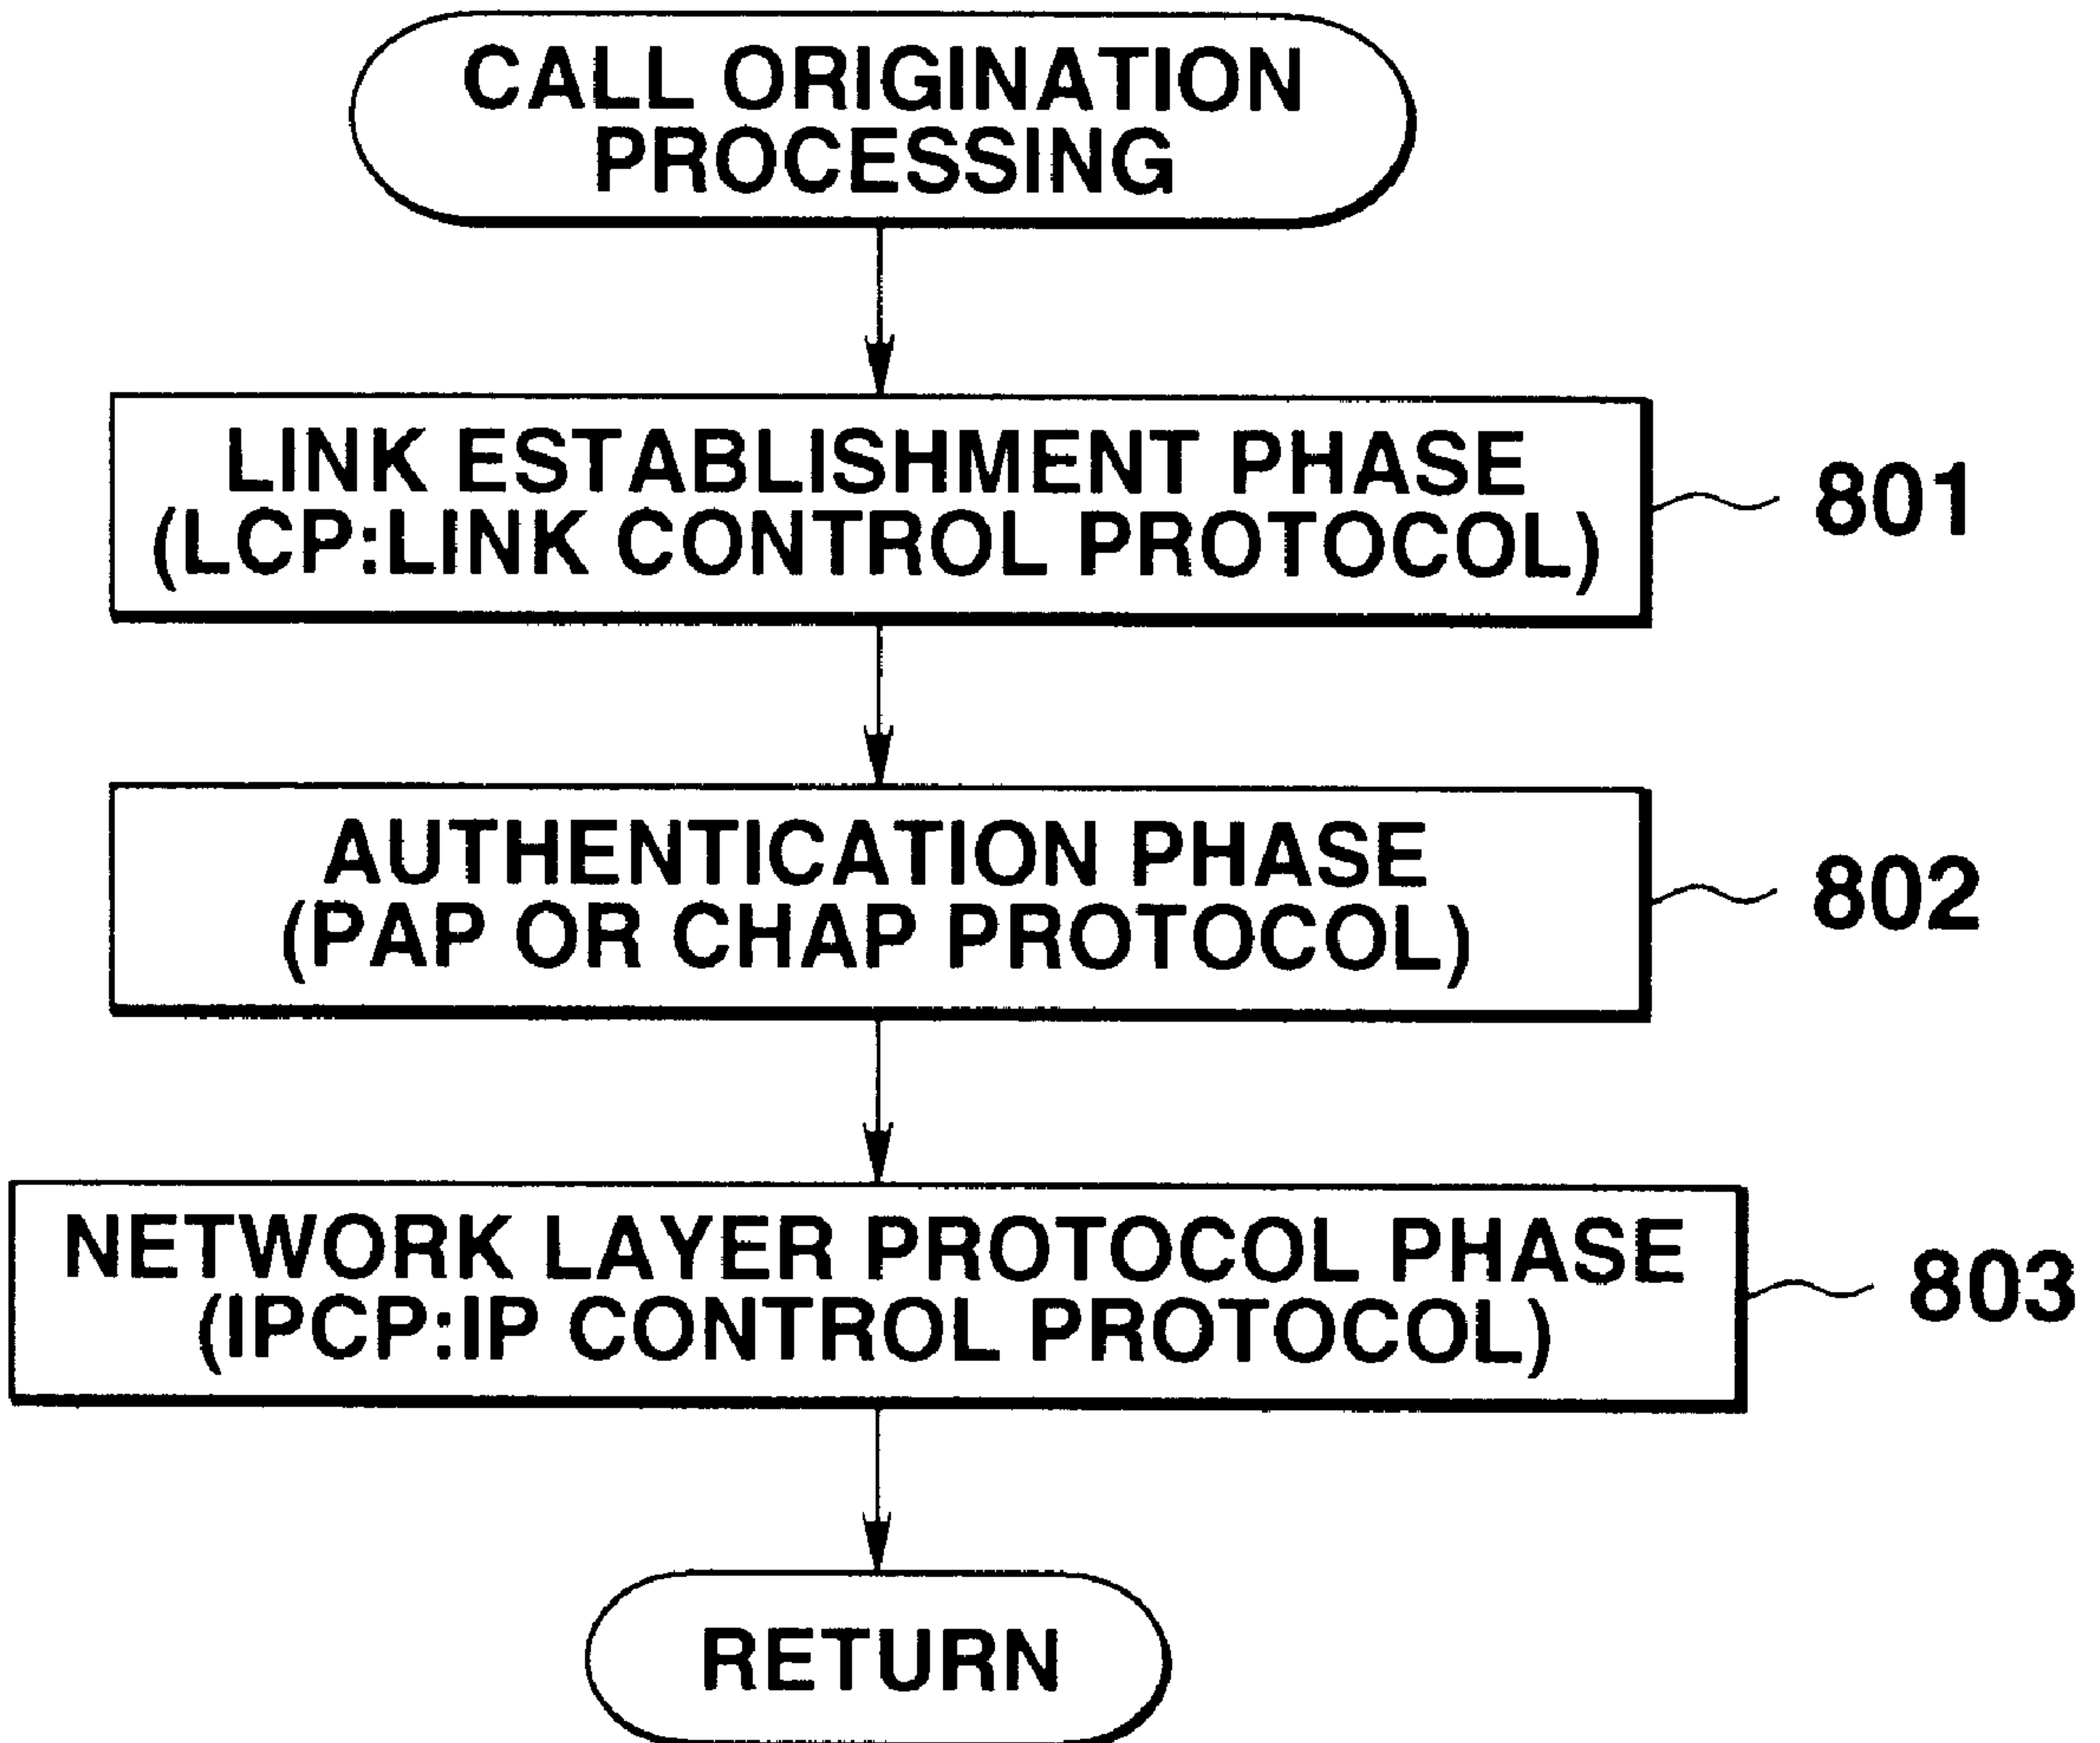 CALL ORIGINATION
PROCESSING
LINK ESTABLISHMENT PHASE
(LCP:LINK CONTROL PROTOCOL)
801
AUTHENTICATION PHASE
(PAP OR CHAP PROTOCOL)
802
NETWORK LAYER PROTOCOL PHASE
(IPCP:IP CONTROL PROTOCOL)
803
RETURN